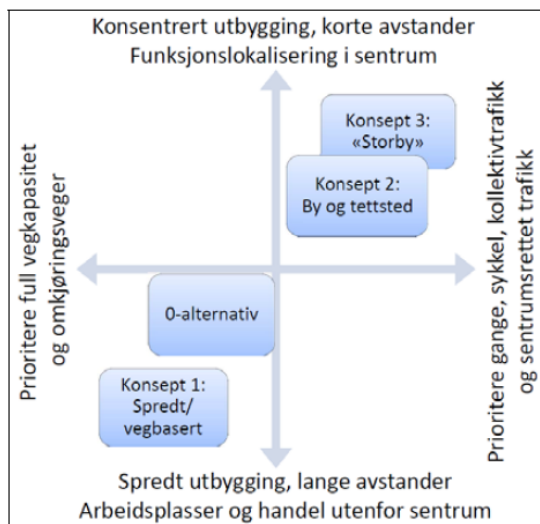 Konsentrert utbygging, korte avstander
Funksjonslokalisering i sentrum
Prioritere full vegkapasitet
og omkjøringsveger
Konsept 3:
«Storby»
Konsept 2:
By og tettsted
0-alternativ
Konsept 1:
Spredt/
vegbasert
Prioritere gange, sykkel, kollektivtrafikk
og sentrumsrettet trafikk
Spredt utbygging, lange avstander
Arbeidsplasser og handel utenfor sentrum